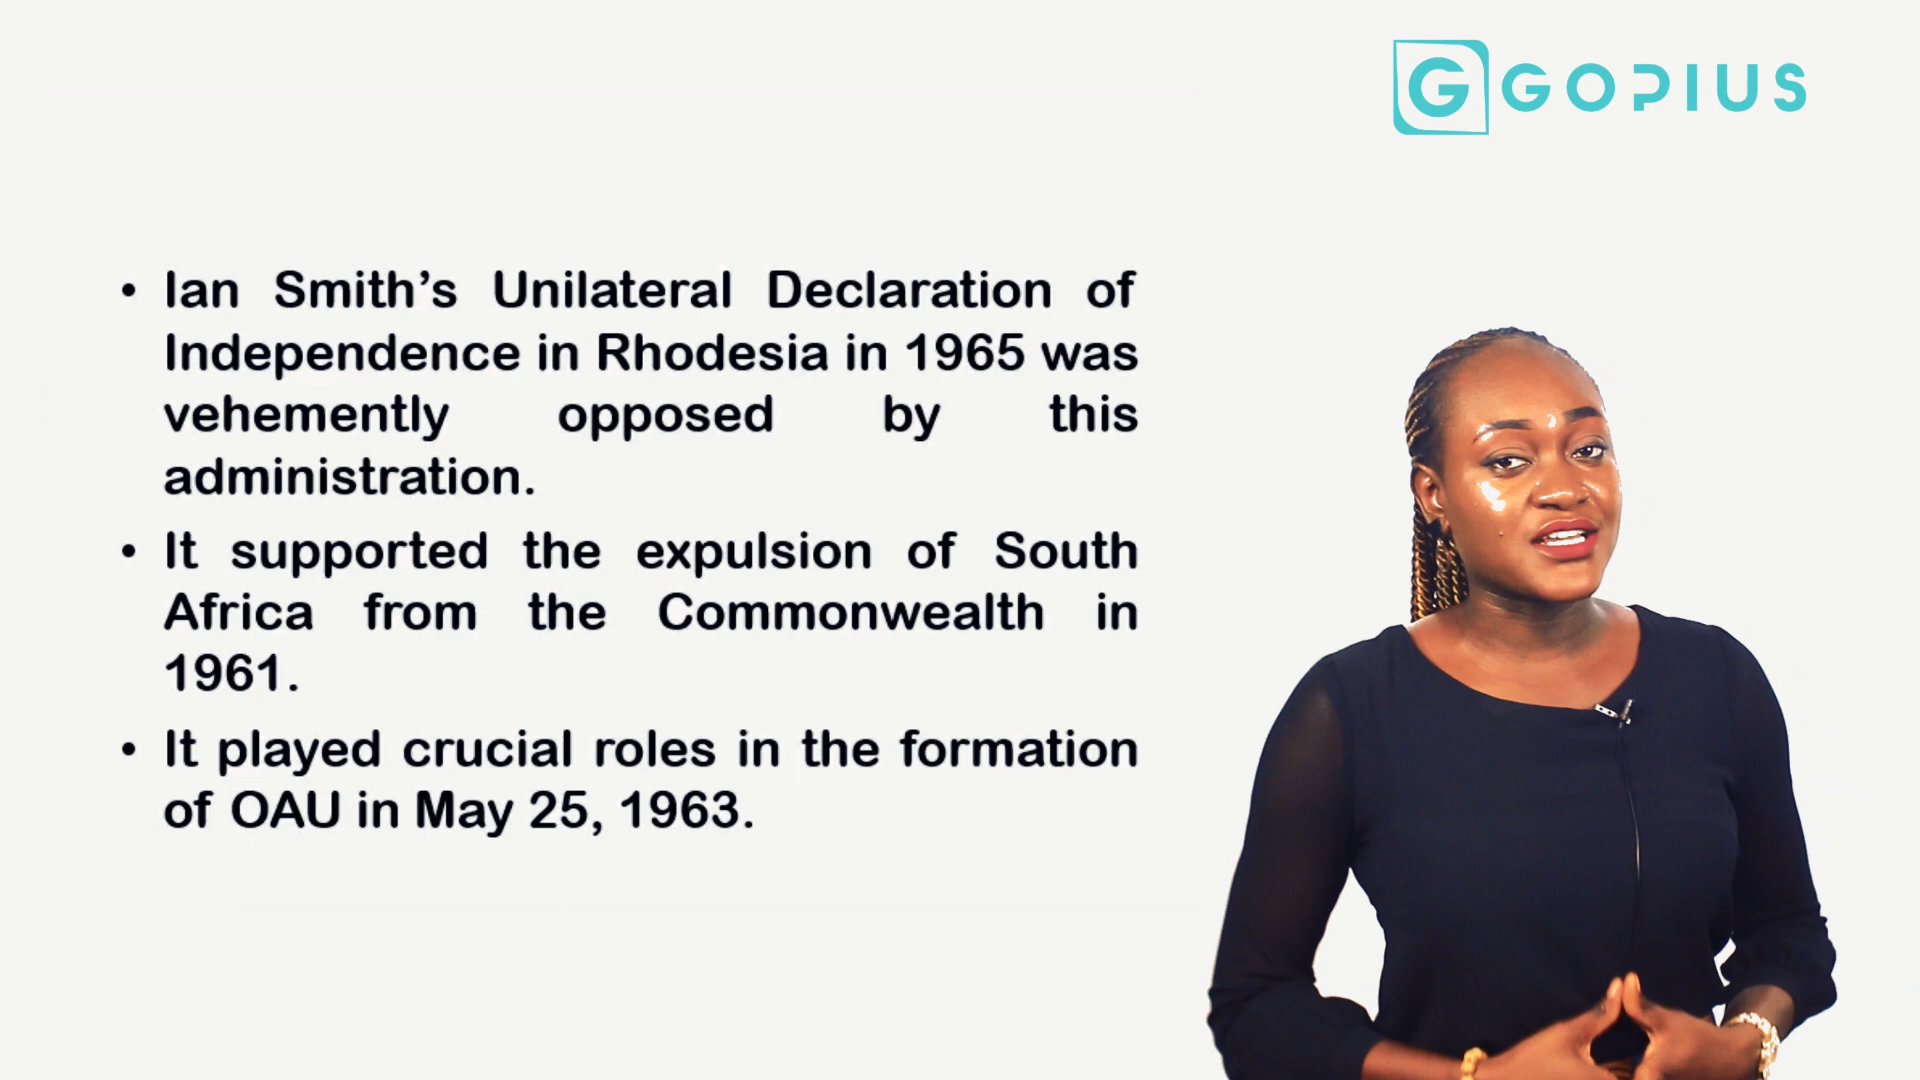 G GOPIUS
• Ian Smith’s Unilateral Declaration of
Independence in Rhodesia in 1965 was
vehemently opposed by this
administration.
• It supported the expulsion of South
Africa from the Commonwealth in
1961.
• It played crucial roles in the formation
of OAU in May 25, 1963.